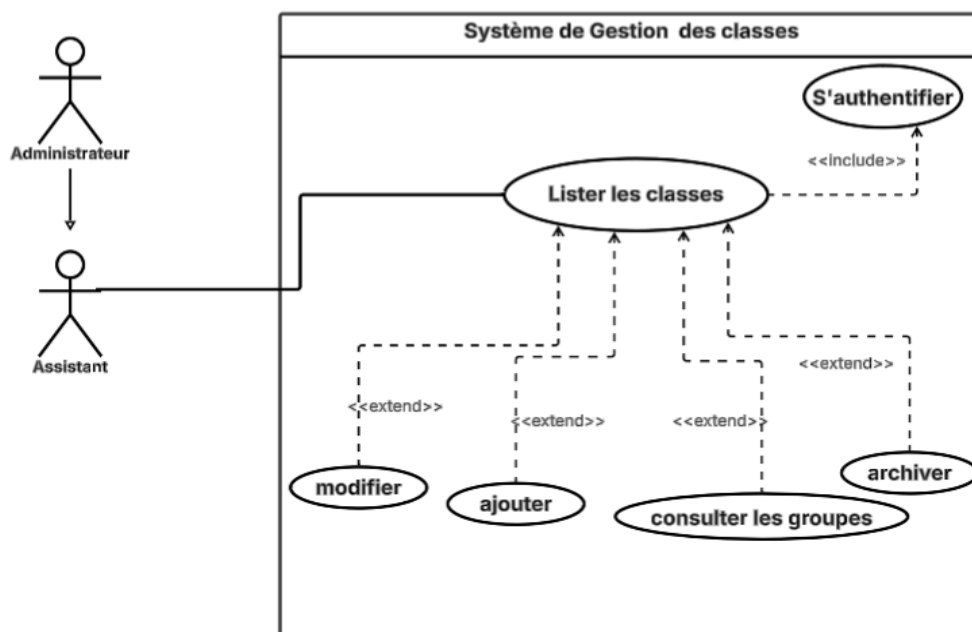 Système de Gestion des classes
S'authentifier
Administrateur
<<include>>
Lister les classes
Assistant
<<extend>>
<<extend>>
<<extend>>
<<extend>>
modifier
ajouter
consulter les groupes
archiver